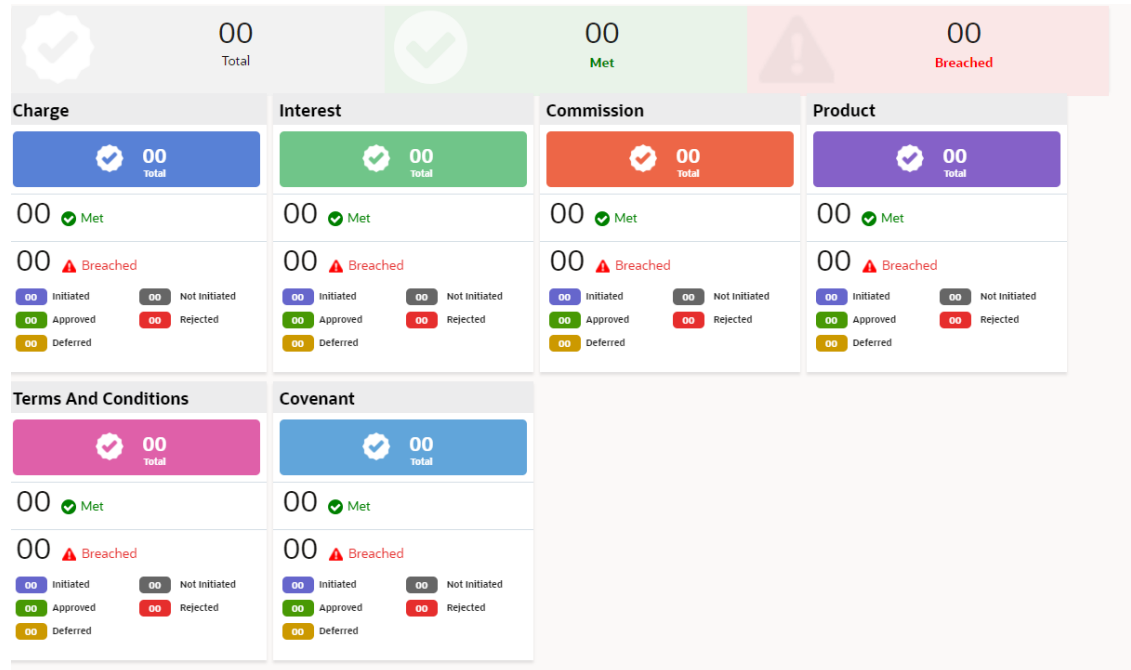 00 00 00
Total Met Breached
Charge Interest Commission Product
00 00 00 00
Total Total Total Total
00 Met 00 Met 00 Met 00 Met
00 Breached 00 Breached 00 Breached 00 Breached
00 Initiated 00 Not Initiated 00 Initiated 00 Not Initiated 00 Initiated 00 Not Initiated 00 Initiated 00 Not Initiated
00 Approved 00 Rejected 00 Approved 00 Rejected 00 Approved 00 Rejected 00 Approved 00 Rejected
00 Deferred 00 Deferred 00 Deferred 00 Deferred
Terms And Conditions Covenant
00 00
Total Total
00 Met 00 Met
00 Breached 00 Breached
00 Initiated 00 Not Initiated 00 Initiated 00 Not Initiated
00 Approved 00 Rejected 00 Approved 00 Rejected
00 Deferred 00 Deferred